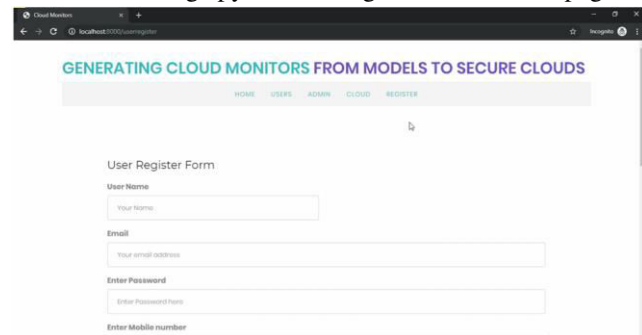 Cloud Monitors
localhost:5000/userregister
Incognito
GENERATING CLOUD MONITORS FROM MODELS TO SECURE CLOUDS
HOME USERS ADMIN CLOUD REGISTER
User Register Form
User Name
Your Name
Email
Your email address
Enter Password
Enter Password here
Enter Mobile number